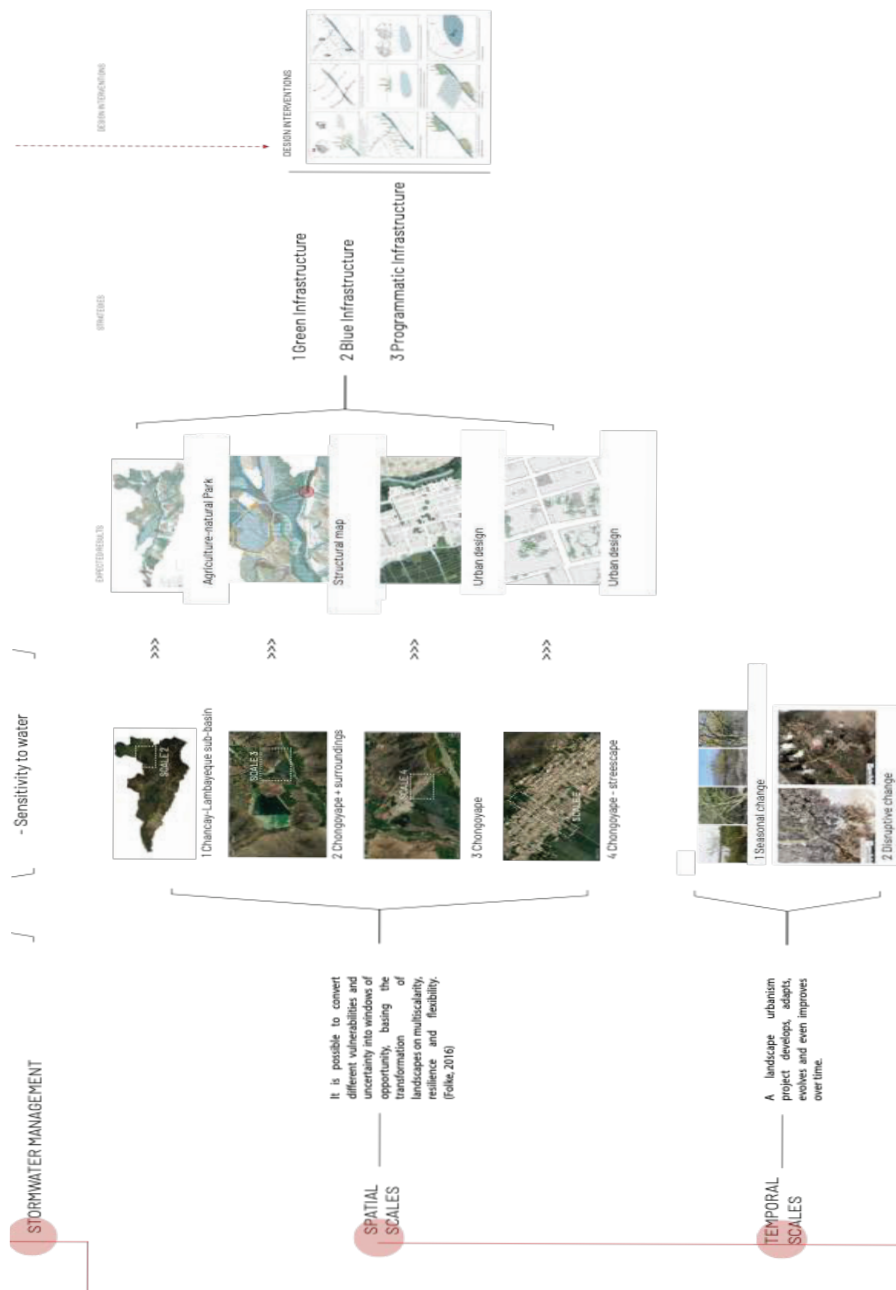 STORMWATER MANAGEMENT
- Sensitivity to water
EXPECTED RESULTS
STRATEGIES
DESIGN INTERVENTIONS
SPATIAL
SCALES
It is possible to convert
different vulnerabilities and
uncertainty into windows of
opportunity, basing the
transformation of
landscapes on multiscalarity,
resilience and flexibility.
(Folke, 2016)
SCALE 2
1 Chancay-Lambayeque sub-basin
SCALE 3
2 Chongoyape + surroundings
SCALE 4
3 Chongoyape
4 Chongoyape - streescape
>>>
>>>
>>>
>>>
Agriculture-natural Park
Structural map
Urban design
Urban design
1 Green Infrastructure
2 Blue Infrastructure
3 Programmatic Infrastructure
DESIGN INTERVENTIONS
TEMPORAL
SCALES
A landscape urbanism
project develops, adapts,
evolves and even improves
over time.
1 Seasonal change
2 Disruptive change